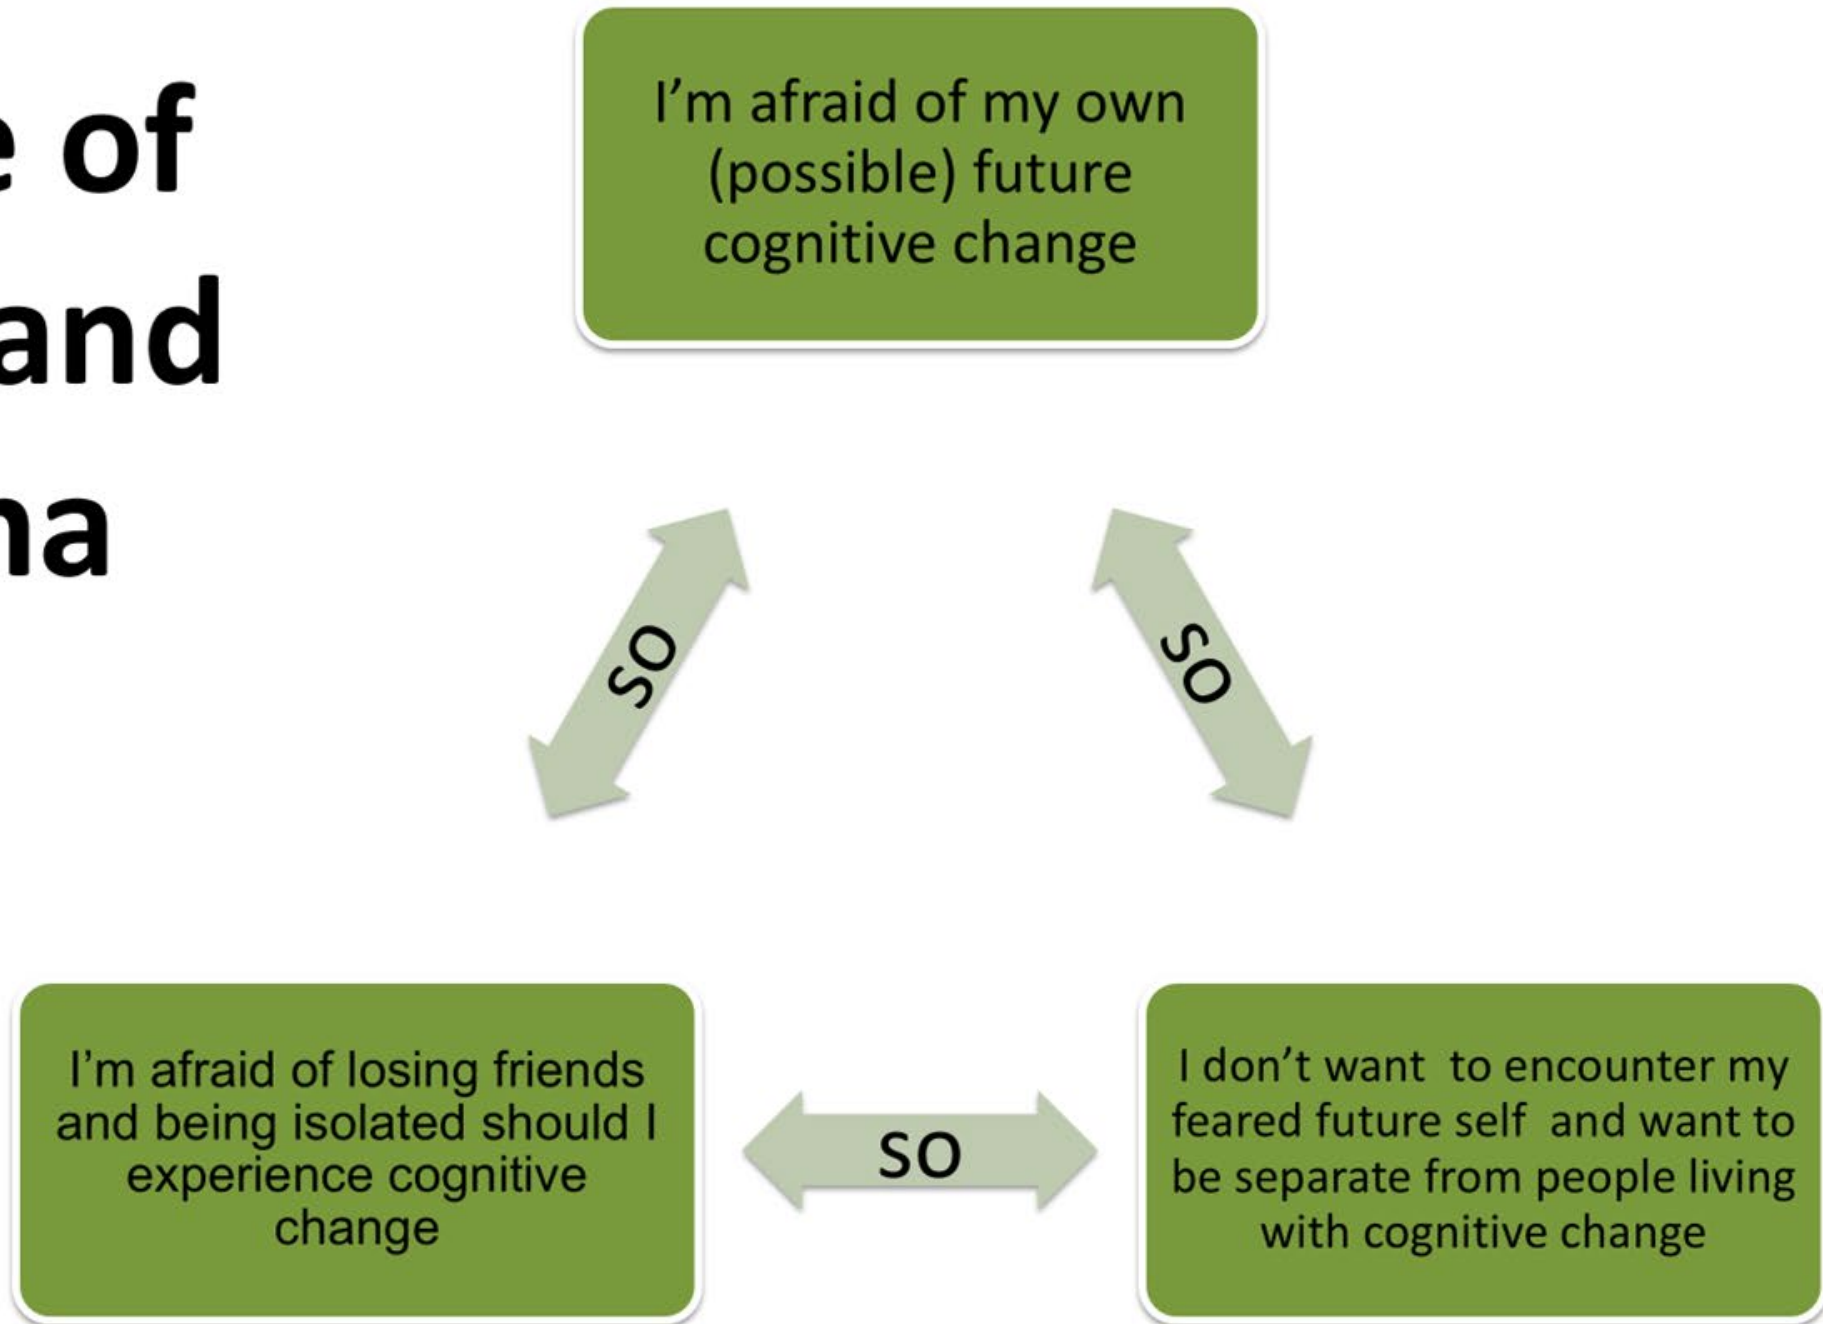 of
and
I'm afraid of my own
(possible) future
cognitive change
so
so
I'm afraid of losing friends
and being isolated should I
experience cognitive
change
so
I don't want  to encounter my
feared future self  and want to
be separate from people living
with cognitive change